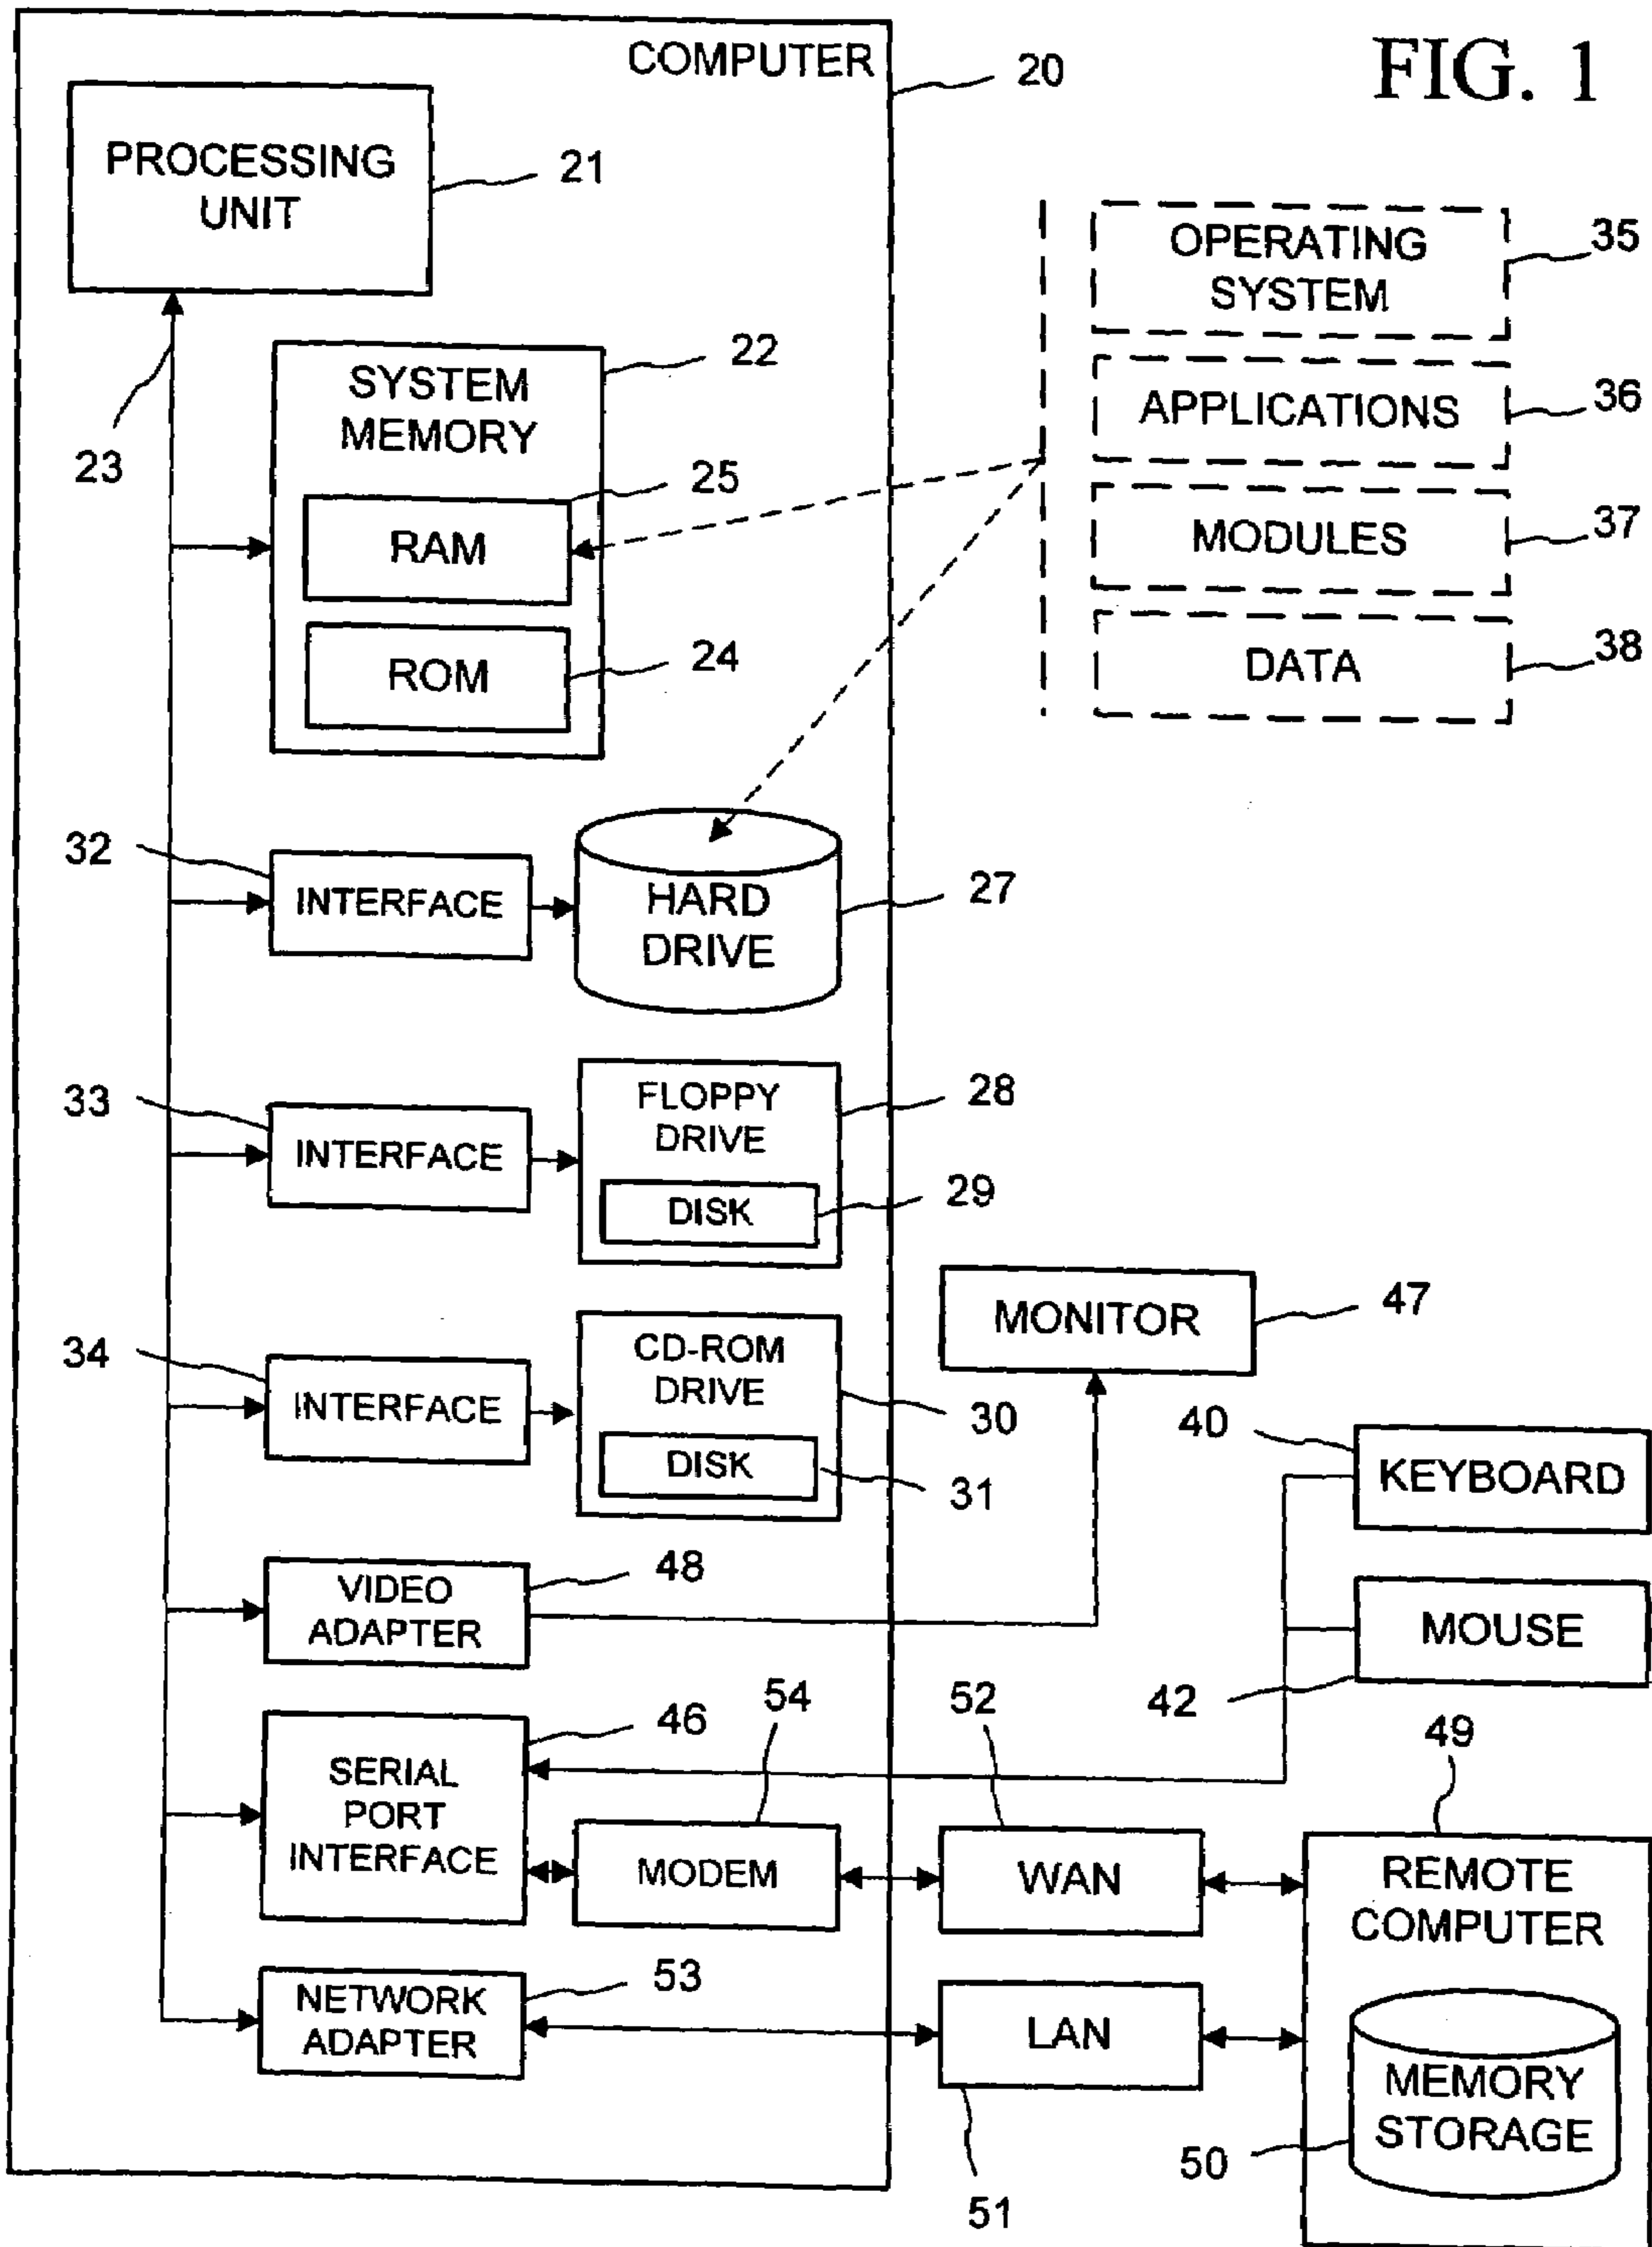 FIG. 1
COMPUTER
20
PROCESSING
UNIT
21
23
SYSTEM
MEMORY
22
25
RAM
ROM
24
OPERATING
SYSTEM
35
APPLICATIONS
36
MODULES
37
DATA
38
32
INTERFACE
HARD
DRIVE
27
33
INTERFACE
FLOPPY
DRIVE
28
DISK
29
34
INTERFACE
CD-ROM
DRIVE
30
DISK
31
MONITOR
47
40
KEYBOARD
MOUSE
42
VIDEO
ADAPTER
48
SERIAL
PORT
INTERFACE
46
54
MODEM
52
WAN
49
REMOTE
COMPUTER
NETWORK
ADAPTER
53
LAN
51
MEMORY
STORAGE
50